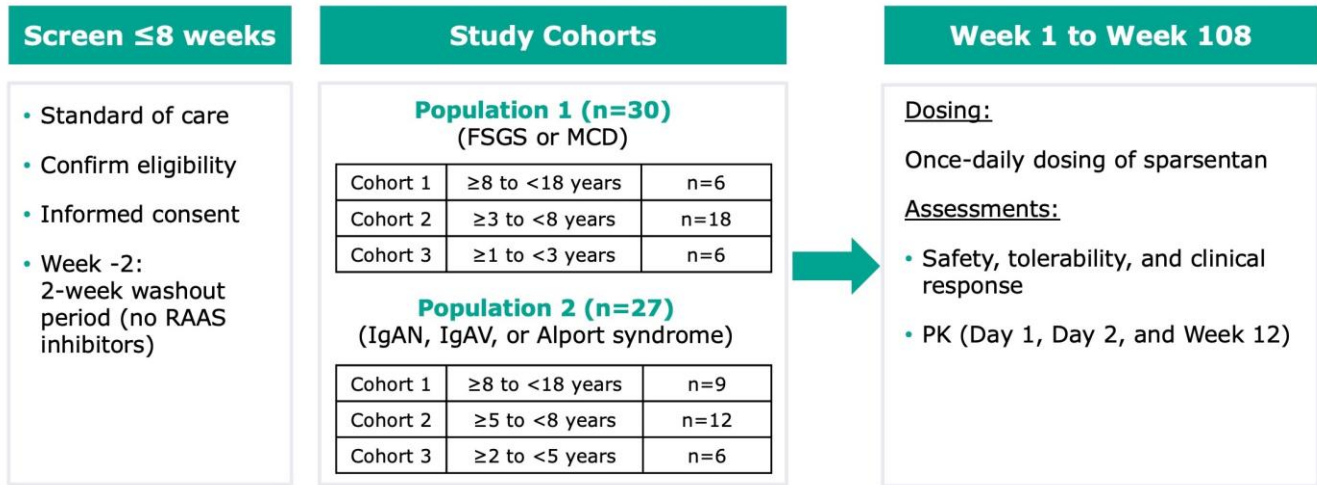 Screen ≤8 weeks
• Standard of care
• Confirm eligibility
• Informed consent
• Week -2:
2-week washout
period (no RAAS
inhibitors)
Study Cohorts
Population 1 (n=30)
(FSGS or MCD)
Cohort 1 ≥8 to <18 years n=6
Cohort 2 ≥3 to <8 years n=18
Cohort 3 ≥1 to <3 years n=6
Population 2 (n=27)
(IgAN, IgAV, or Alport syndrome)
Cohort 1 ≥8 to <18 years n=9
Cohort 2 ≥5 to <8 years n=12
Cohort 3 ≥2 to <5 years n=6
Week 1 to Week 108
Dosing:
Once-daily dosing of sparsentan
Assessments:
• Safety, tolerability, and clinical
response
• PK (Day 1, Day 2, and Week 12)